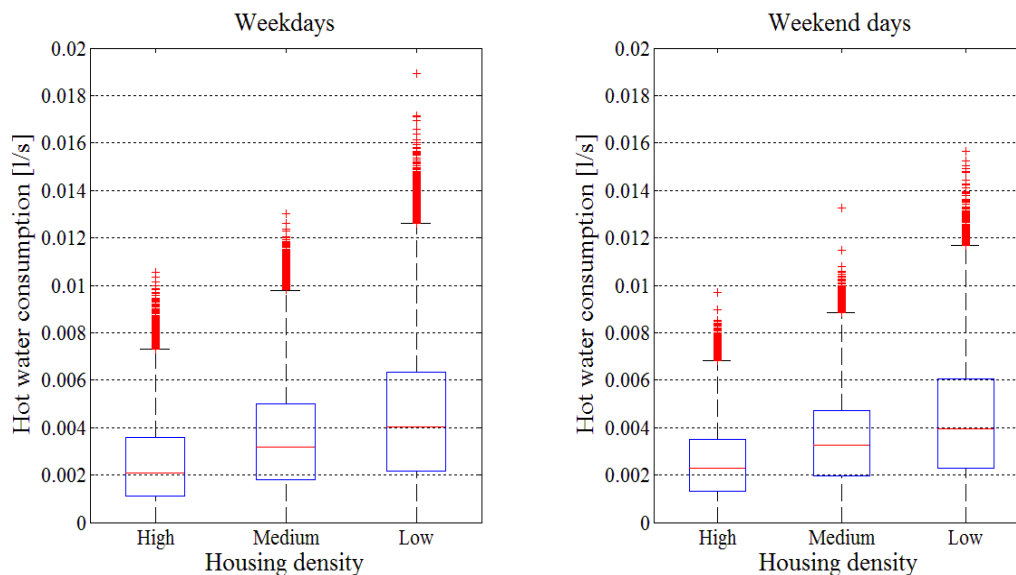 Weekdays
Hot water consumption [l/s]
0.02
0.018
0.016
0.014
0.012
0.01
0.008
0.006
0.004
0.002
0
High Medium Low
Housing density
Weekend days
Hot water consumption [l/s]
0.02
0.018
0.016
0.014
0.012
0.01
0.008
0.006
0.004
0.002
0
High Medium Low
Housing density